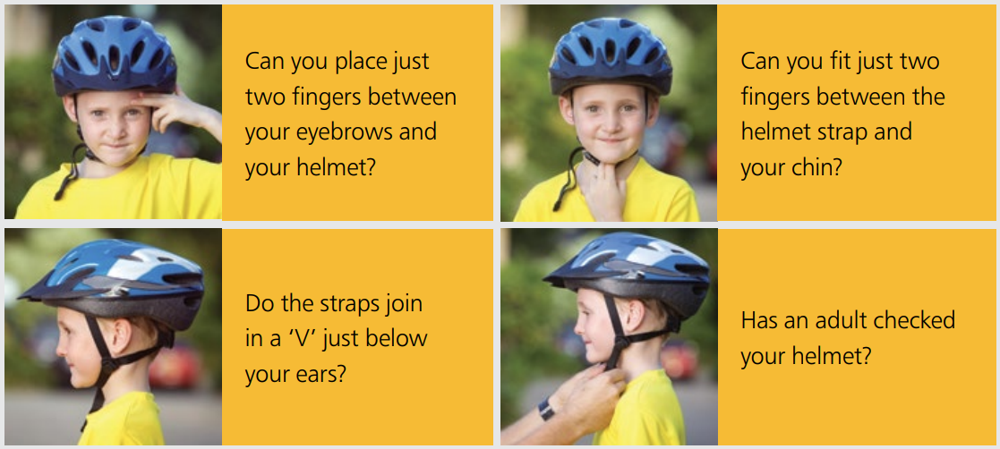 Can you place just
two fingers between
your eyebrows and
your helmet?
Can you fit just two
fingers between the
helmet strap and
your chin?
Do the straps join
in a ‘V’ just below
your ears?
Has an adult checked
your helmet?